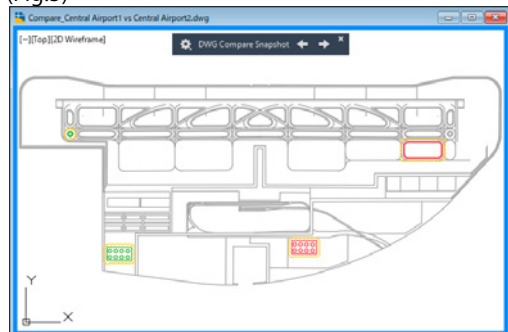 (Fig.5)
Compare_Central Airport1 vs Central Airport2.dwg
[-][Top][2D Wireframe]
DWG Compare Snapshot
Y
X